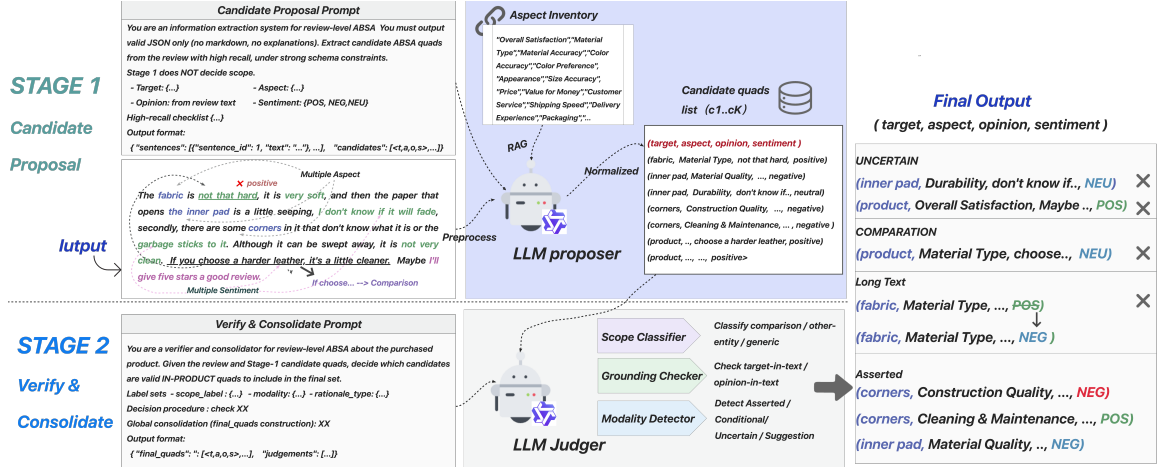 STAGE 1
Candidate
Proposal
Candidate Proposal Prompt
You are an information extraction system for review-level ABSA You must output
valid JSON only (no markdown, no explanations). Extract candidate ABSA quads
from the review with high recall, under strong schema constraints.
Stage 1 does NOT decide scope.
- Target: {...} - Aspect: {...}
- Opinion: from review text - Sentiment: {POS, NEG,NEU}
High-recall checklist {...}
Output format:
{ "sentences": [{"sentence_id": 1, "text": "..."}, ...], "candidates": [<t,a,o,s>,...]}
Multiple Aspect
positive
The fabric is not that hard, it is very soft, and then the paper that
opens the inner pad is a little seeping, I don't know if it will fade,
secondly, there are some corners in it that don't know what it is or the
garbage sticks to it. Although it can be swept away, it is not very
clean, If you choose a harder leather, it's a little cleaner. Maybe I'll
give five stars a good review.
If choose... --> Comparison
Multiple Sentiment
Iutput
Preprocess
Aspect Inventory
"Overall Satisfaction","Material
Type","Material Accuracy","Color
Accuracy","Color Preference",
"Appearance","Size Accuracy",
"Price","Value for Money","Customer
Service","Shipping Speed","Delivery
Experience","Packaging","...
RAG
Normalized
LLM proposer
Candidate quads
list (c1..cK)
(target, aspect, opinion, sentiment )
(fabric, Material Type, not that hard, positive)
(inner pad, Material Quality, ..., negative)
(inner pad, Durability, don't know if.., neutral)
(corners, Construction Quality, ..., negative)
(corners, Cleaning & Maintenance, ... , negative )
(product, .., choose a harder leather, positive)
(product, ..., ..., positive>
STAGE 2
Verify &
Consolidate
Verify & Consolidate Prompt
You are a verifier and consolidator for review-level ABSA about the purchased
product. Given the review and Stage-1 candidate quads, decide which candidates
are valid IN-PRODUCT quads to include in the final set.
Label sets - scope_label : {...} - modality: {...} - rationale_type: {...}
Decision procedure : check XX
Global consolidation (final_quads construction): XX
Output format:
{ "final_quads": ": [<t,a,o,s>,...], "judgements": [...]}
LLM Judger
Scope Classifier
Classify comparison / other-
entity / generic
Grounding Checker
Check target-in-text /
opinion-in-text
Modality Detector
Detect Asserted /
Conditional/
Uncertain / Suggestion
Final Output
( target, aspect, opinion, sentiment )
UNCERTAIN
(inner pad, Durability, don't know if.., NEU)
(product, Overall Satisfaction, Maybe .., POS)
COMPARATION
(product, Material Type, choose.., NEU)
Long Text
(fabric, Material Type, ..., POS)
(fabric, Material Type, ..., NEG )
Asserted
(corners, Construction Quality, ..., NEG)
(corners, Cleaning & Maintenance, ..., POS)
(inner pad, Material Quality, .., NEG)